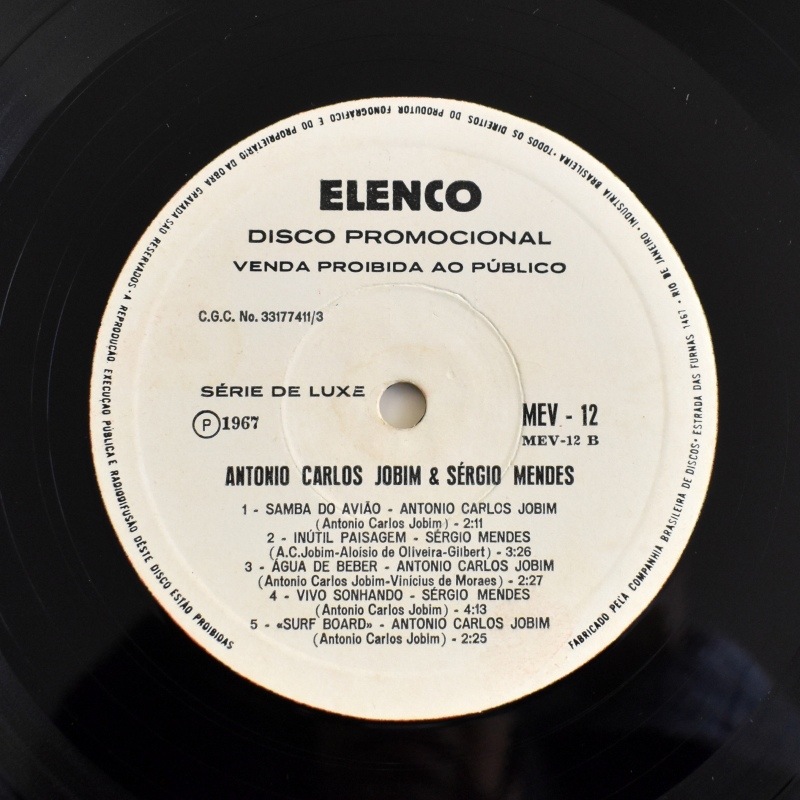 ELENCO
DISCO PROMOCIONAL
VENDA PROIBIDA AO PÚBLICO
C.G.C. No. 33177411/3
SÉRIE DE LUXE
Ⓟ 1967
MEV - 12
MEV-12 B
ANTONIO CARLOS JOBIM & SÉRGIO MENDES
1 - SAMBA DO AVIÃO - ANTONIO CARLOS JOBIM
(Antonio Carlos Jobim) - 2:11
2 - INÚTIL PAISAGEM - SÉRGIO MENDES
(A.C.Jobim-Aloisio de Oliveira-Gilbert) - 3:26
3 - ÁGUA DE BEBER - ANTONIO CARLOS JOBIM
(Antonio Carlos Jobim-Vinicius de Moraes) - 2:27
4 - VIVO SONHANDO - SÉRGIO MENDES
(Antonio Carlos Jobim) - 4:13
5 - «SURF BOARD» - ANTONIO CARLOS JOBIM
(Antonio Carlos Jobim) - 2:25
FABRICADO PELA COMPANHIA BRASILEIRA DE DISCOS · ESTRADA DAS FURNAS 1467 · RIO DE JANEIRO · INDUSTRIA BRASILEIRA · TODOS OS DIREITOS DO PRODUTOR FONOGRÁFICO E DO PROPRIETARIO DA OBRA GRAVADA SAO RESERVADOS · A REPRODUÇÃO EXECUÇÃO PÚBLICA E RADIODIFUSÃO DÊSTE DISCO ESTÃO PROIBIDAS